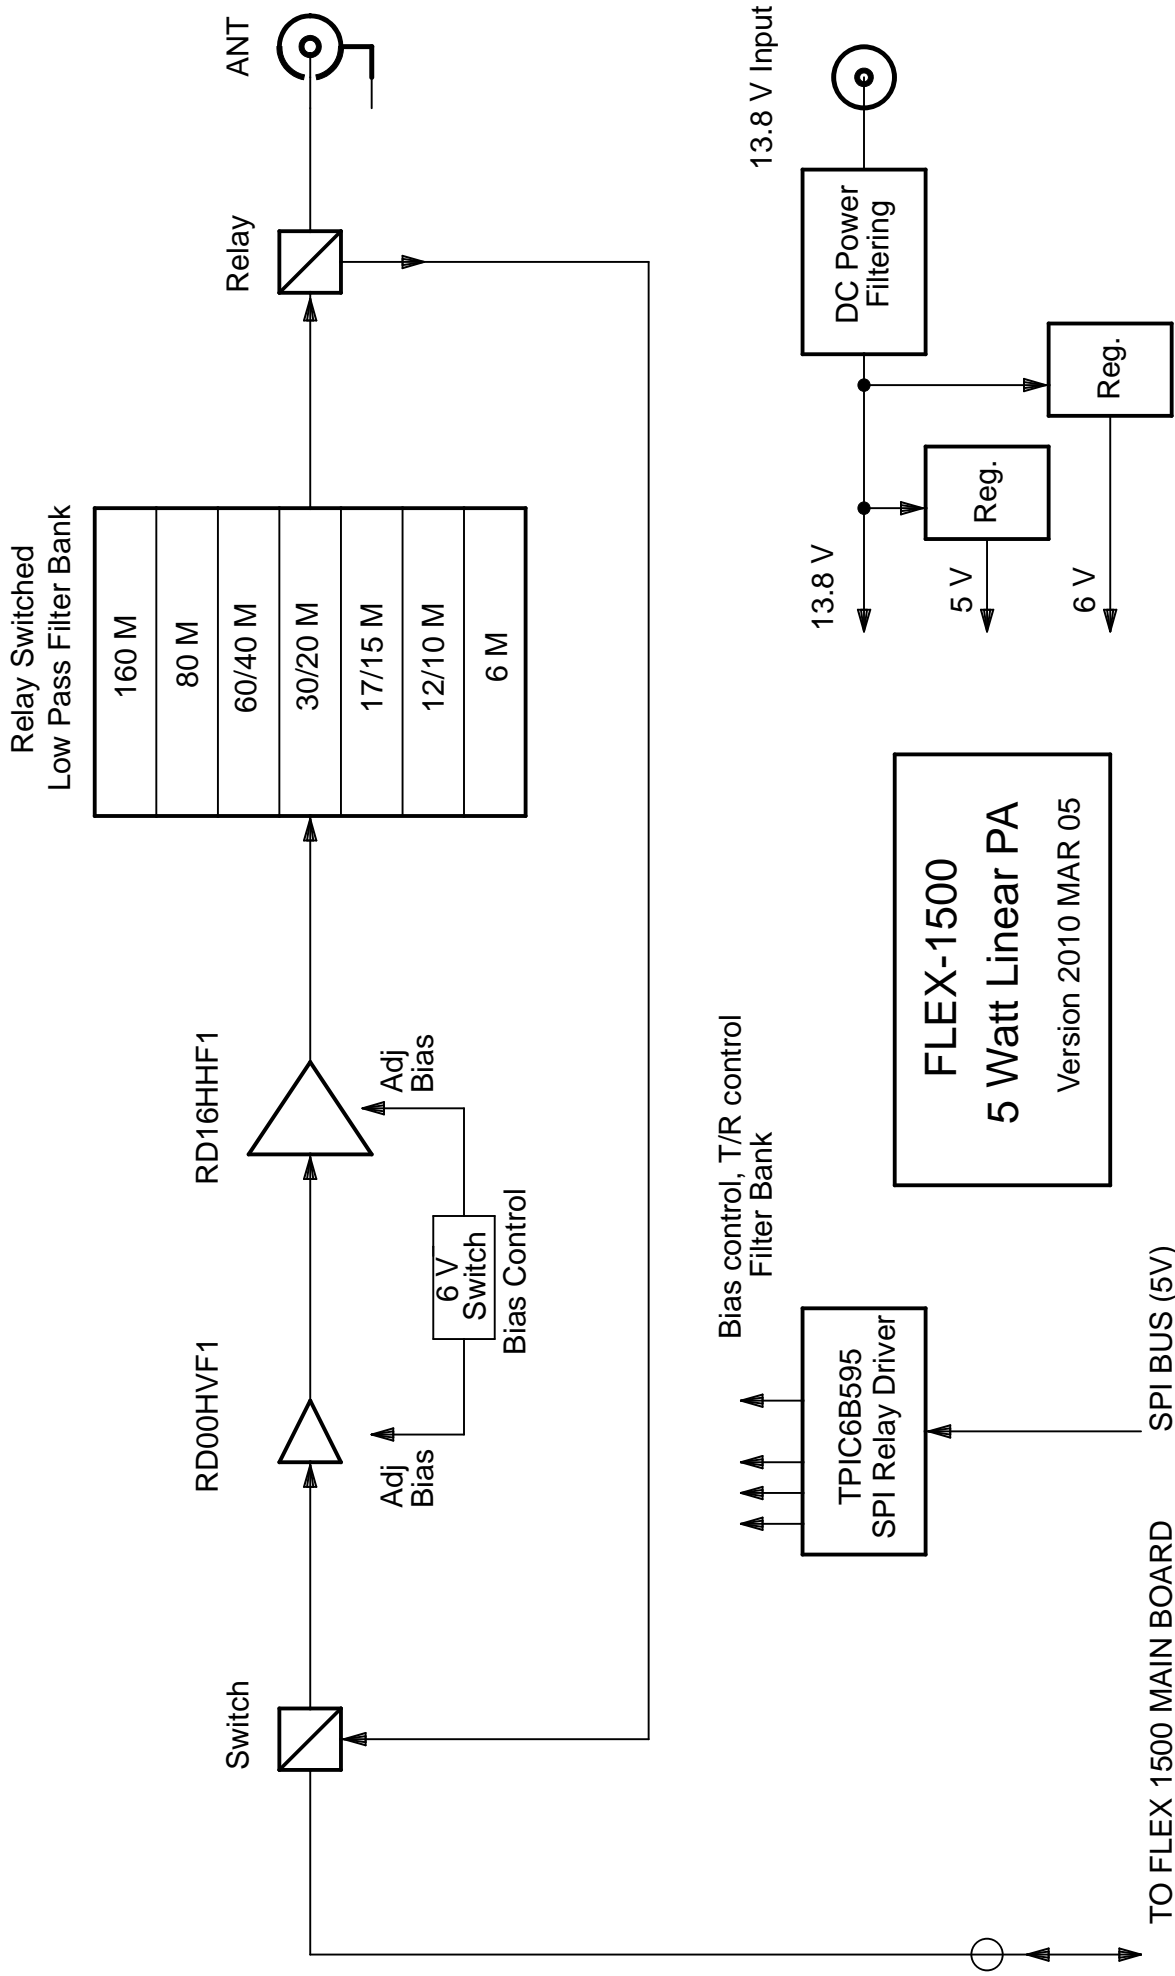 Relay Switched
Low Pass Filter Bank
ANT
Relay
160 M
80 M
60/40 M
30/20 M
17/15 M
12/10 M
6 M
Switch
RD00HVF1
RD16HHF1
Adj
Bias
Adj
Bias
6 V
Switch
Bias Control
Bias control, T/R control
Filter Bank
TPIC6B595
SPI Relay Driver
13.8 V Input
DC Power
Filtering
Reg.
Reg.
13.8 V
5 V
6 V
FLEX-1500
5 Watt Linear PA
Version 2010 MAR 05
TO FLEX 1500 MAIN BOARD
SPI BUS (5V)